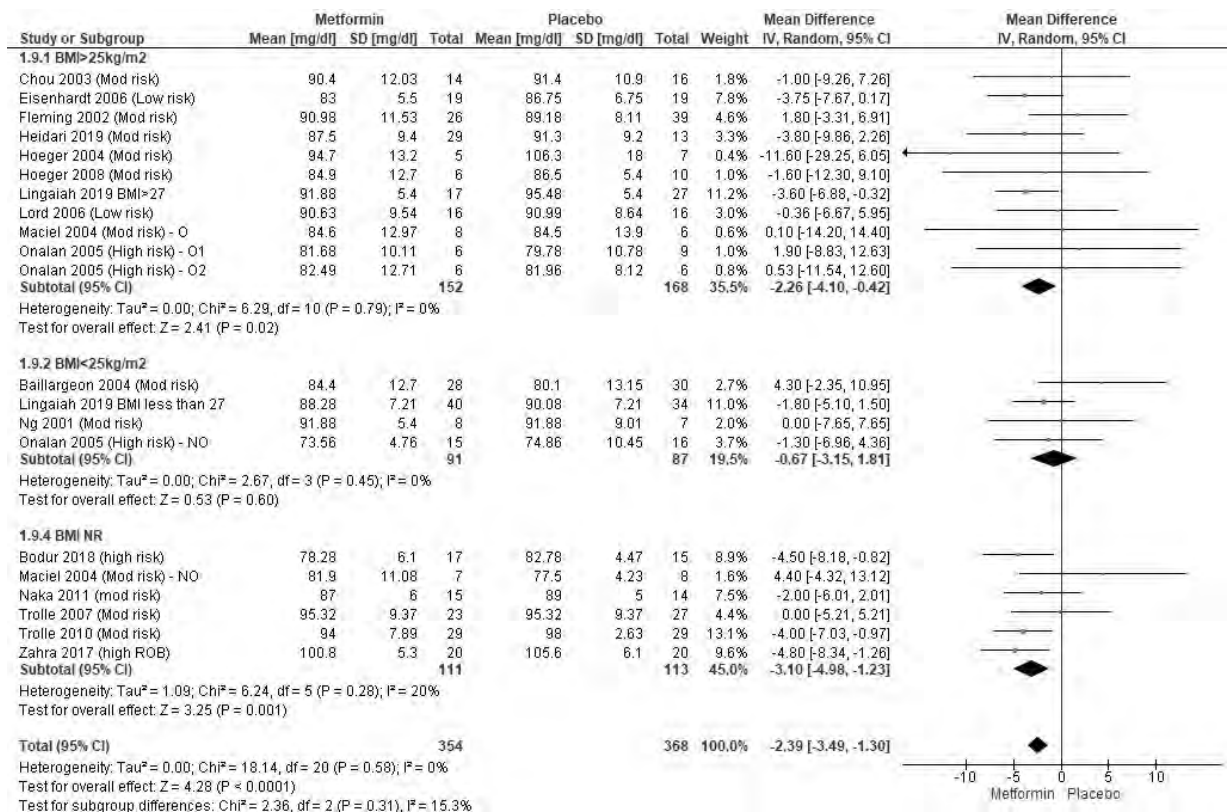 Metformin Placebo Mean Difference Mean Difference
Study or Subgroup Mean [mg/dl] SD [mg/dl] Total Mean [mg/dl] SD [mg/dl] Total Weight IV, Random, 95% CI IV, Random, 95% CI
1.9.1 BMI>25kg/m2
Chou 2003 (Mod risk) 90.4 12.03 14 91.4 10.9 16 1.8% -1.00 [-9.26, 7.26]
Eisenhardt 2006 (Low risk) 83 5.5 19 86.75 6.75 19 7.8% -3.75 [-7.67, 0.17]
Fleming 2002 (Mod risk) 90.98 11.53 26 89.18 8.11 39 4.6% 1.80 [-3.31, 6.91]
Heidari 2019 (Mod risk) 87.5 9.4 29 91.3 9.2 13 3.3% -3.80 [-9.86, 2.26]
Hoeger 2004 (Mod risk) 94.7 13.2 5 106.3 18 7 0.4% -11.60 [-29.25, 6.05]
Hoeger 2008 (Mod risk) 84.9 12.7 6 86.5 5.4 10 1.1% -1.60 [-12.30, 9.10]
Lingaiah 2019 BMI>27 91.88 5.4 17 95.48 5.4 27 11.2% -3.60 [-6.88, -0.32]
Lord 2006 (Low risk) 90.63 9.54 16 90.99 8.64 16 3.0% -0.36 [-6.67, 5.95]
Maciel 2004 (Mod risk) - O 84.6 12.97 8 84.5 13.9 6 0.6% 0.10 [-14.20, 14.40]
Onalan 2005 (High risk) - O1 81.68 10.11 6 79.78 10.78 9 1.0% 1.90 [-8.83, 12.63]
Onalan 2005 (High risk) - O2 82.49 12.71 6 81.96 8.12 6 0.8% 0.53 [-11.54, 12.60]
Subtotal (95% CI) 152 168 35.5% -2.26 [-4.10, -0.42]
Heterogeneity: Tau² = 0.00; Chi² = 6.29, df = 10 (P = 0.79); I² = 0%
Test for overall effect: Z = 2.41 (P = 0.02)
1.9.2 BMI<25kg/m2
Baillargeon 2004 (Mod risk) 84.4 12.7 28 80.1 13.15 30 2.7% 4.30 [-2.35, 10.95]
Lingaiah 2019 BMI less than 27 88.28 7.21 40 90.08 7.21 34 11.0% -1.80 [-5.10, 1.50]
Ng 2001 (Mod risk) 91.88 5.4 8 91.88 9.01 7 2.0% 0.00 [-7.65, 7.65]
Onalan 2005 (High risk) - NO 73.56 4.76 15 74.86 10.45 16 3.7% -1.30 [-6.96, 4.36]
Subtotal (95% CI) 91 87 19.5% -0.67 [-3.15, 1.81]
Heterogeneity: Tau² = 0.00; Chi² = 2.67, df = 3 (P = 0.45); I² = 0%
Test for overall effect: Z = 0.53 (P = 0.60)
1.9.4 BMI NR
Bodur 2018 (high risk) 78.28 6.1 17 82.78 4.47 15 8.9% -4.50 [-8.18, -0.82]
Maciel 2004 (Mod risk) - NO 81.9 11.08 7 77.5 4.23 8 1.6% 4.40 [-4.32, 13.12]
Naka 2011 (mod risk) 87 6 15 89 5 14 7.5% -2.00 [-6.01, 2.01]
Trolle 2007 (Mod risk) 95.32 9.37 23 95.32 9.37 27 4.4% 0.00 [-5.21, 5.21]
Trolle 2010 (Mod risk) 94 7.89 29 98 2.63 29 13.1% -4.00 [-7.03, -0.97]
Zahra 2017 (high ROB) 100.8 5.3 20 105.6 6.1 20 9.6% -4.80 [-8.34, -1.26]
Subtotal (95% CI) 111 113 45.0% -3.10 [-4.98, -1.23]
Heterogeneity: Tau² = 1.09; Chi² = 6.24, df = 5 (P = 0.28); I² = 20%
Test for overall effect: Z = 3.25 (P = 0.001)
Total (95% CI) 354 368 100.0% -2.39 [-3.49, -1.30]
Heterogeneity: Tau² = 0.00; Chi² = 18.14, df = 20 (P = 0.58); I² = 0%
Test for overall effect: Z = 4.28 (P < 0.0001)
Test for subgroup differences: Chi² = 2.36, df = 2 (P = 0.31), I² = 15.3%
-10 -5 0 5 10
Metformin Placebo